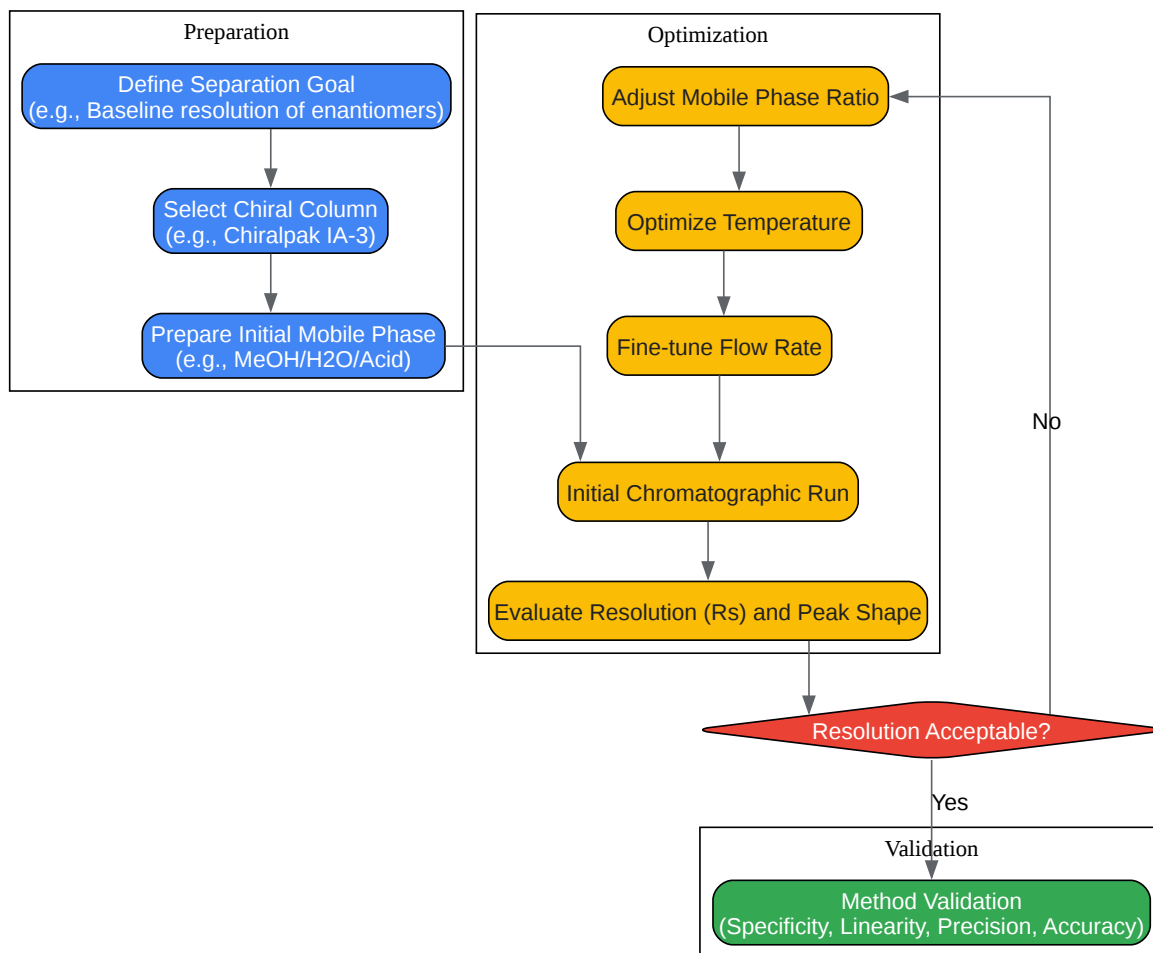 Preparation
Define Separation Goal
(e.g., Baseline resolution of enantiomers)
Select Chiral Column
(e.g., Chiralpak IA-3)
Prepare Initial Mobile Phase
(e.g., MeOH/H2O/Acid)
Optimization
Adjust Mobile Phase Ratio
Optimize Temperature
Fine-tune Flow Rate
Initial Chromatographic Run
Evaluate Resolution (Rs) and Peak Shape
No
Resolution Acceptable?
Yes
Validation
Method Validation
(Specificity, Linearity, Precision, Accuracy)